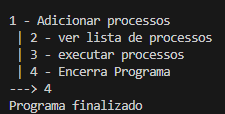 1 - Adicionar processos
| 2 - ver lista de processos
| 3 - executar processos
| 4 - Encerra Programa
---> 4
Programa finalizado